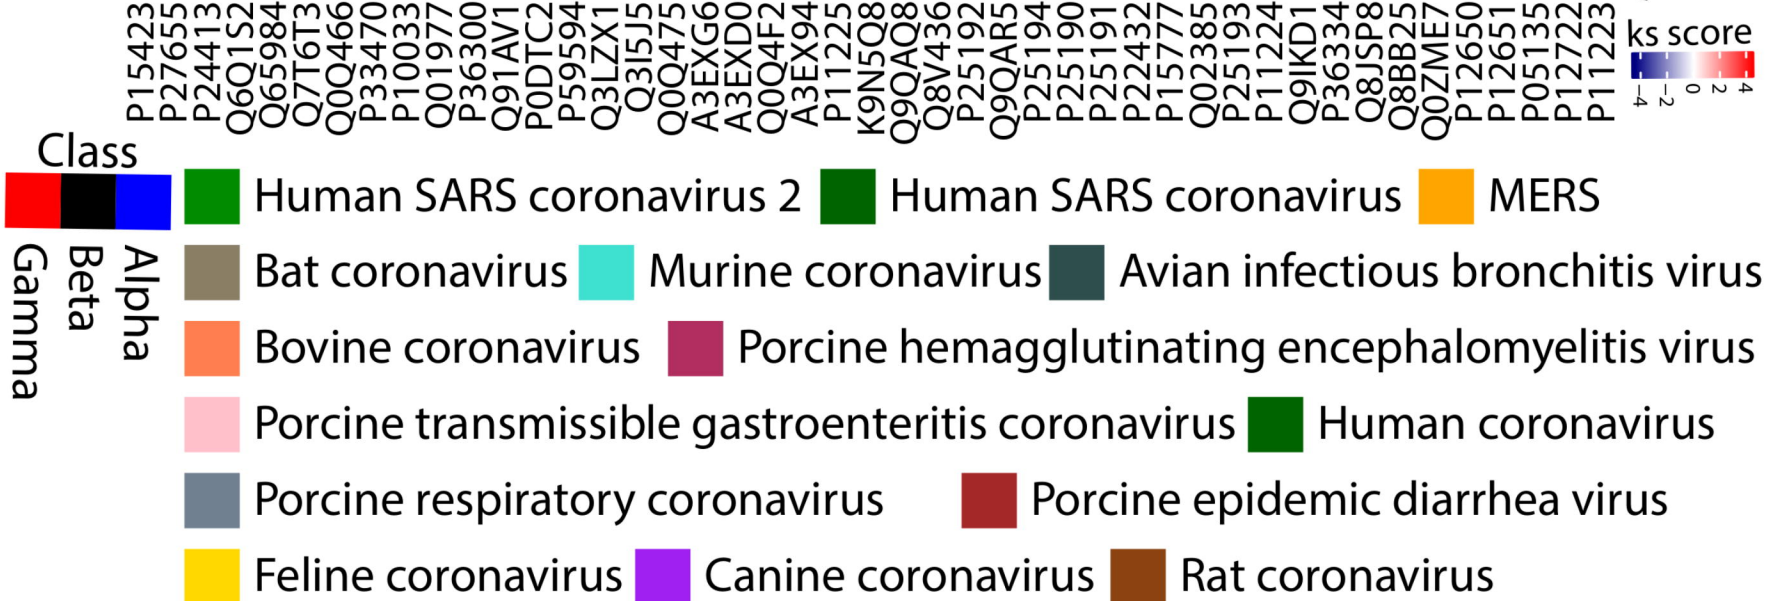 P15423
P27655
P24413
Q6Q1S2
Q65984
Q7T6T3
Q0Q466
P33470
P10033
Q01977
P36300
Q91AV1
P0DTC2
P59594
Q3LZX1
Q3I5J5
Q0Q475
A3EXG6
A3EXD0
Q0Q4F2
A3EX94
P11225
K9N5Q8
Q9QAQ8
Q8V436
P25192
Q9QAR5
P25194
P25190
P25191
P22432
P15777
Q02385
P25193
P11224
Q9IKD1
P36334
Q8JSP8
Q8BB25
Q0ZME7
P12650
P12651
P05135
P12722
P11223
ks score
−4
−2
0
2
4
Class
Gamma
Beta
Alpha
Human SARS coronavirus 2 Human SARS coronavirus MERS
Bat coronavirus Murine coronavirus Avian infectious bronchitis virus
Bovine coronavirus Porcine hemagglutinating encephalomyelitis virus
Porcine transmissible gastroenteritis coronavirus Human coronavirus
Porcine respiratory coronavirus Porcine epidemic diarrhea virus
Feline coronavirus Canine coronavirus Rat coronavirus